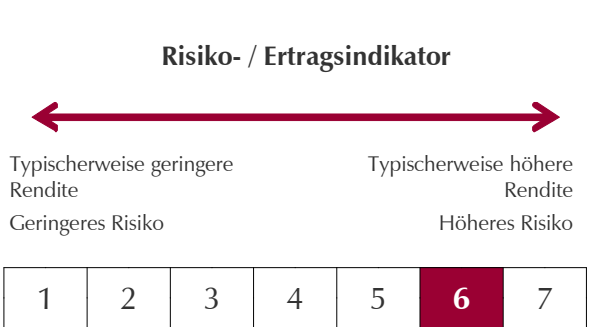 Risiko- / Ertragsindikator
Typischerweise geringere Rendite
Typischerweise höhere Rendite
Geringeres Risiko
Höheres Risiko
1 2 3 4 5 6 7